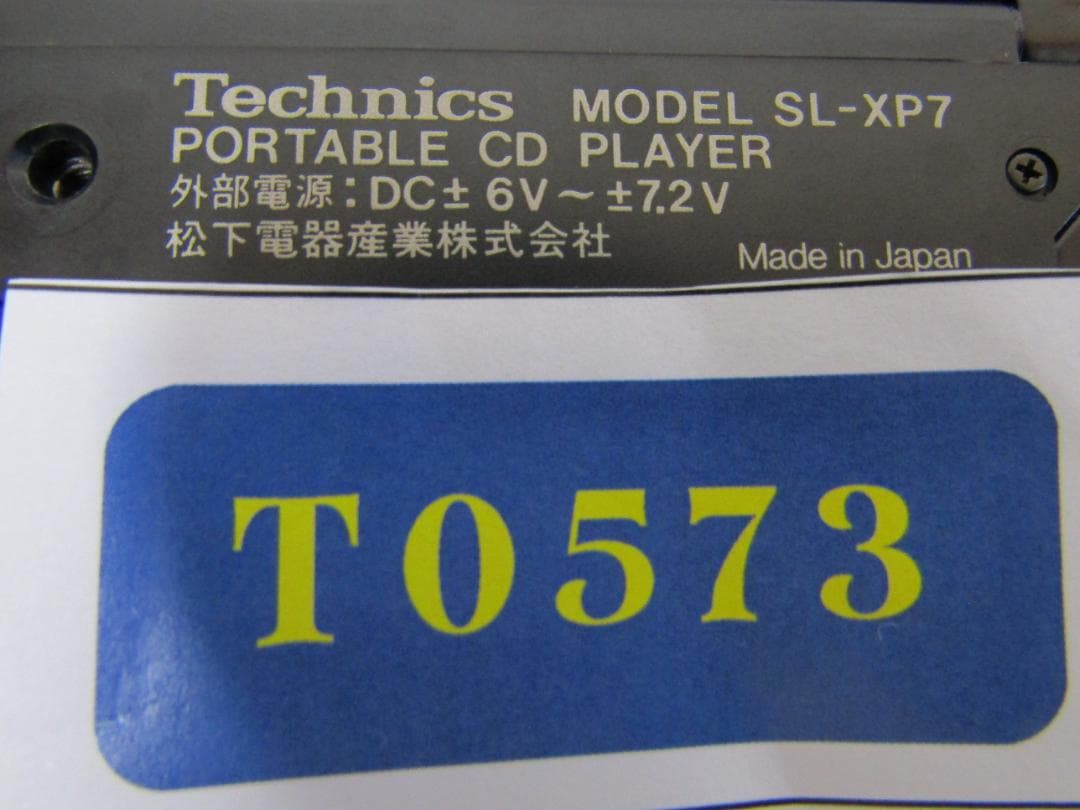 Technics MODEL SL-XP7
PORTABLE CD PLAYER
外部電源:DC± 6V～±7.2V
松下電器産業株式会社
Made in Japan
T0573